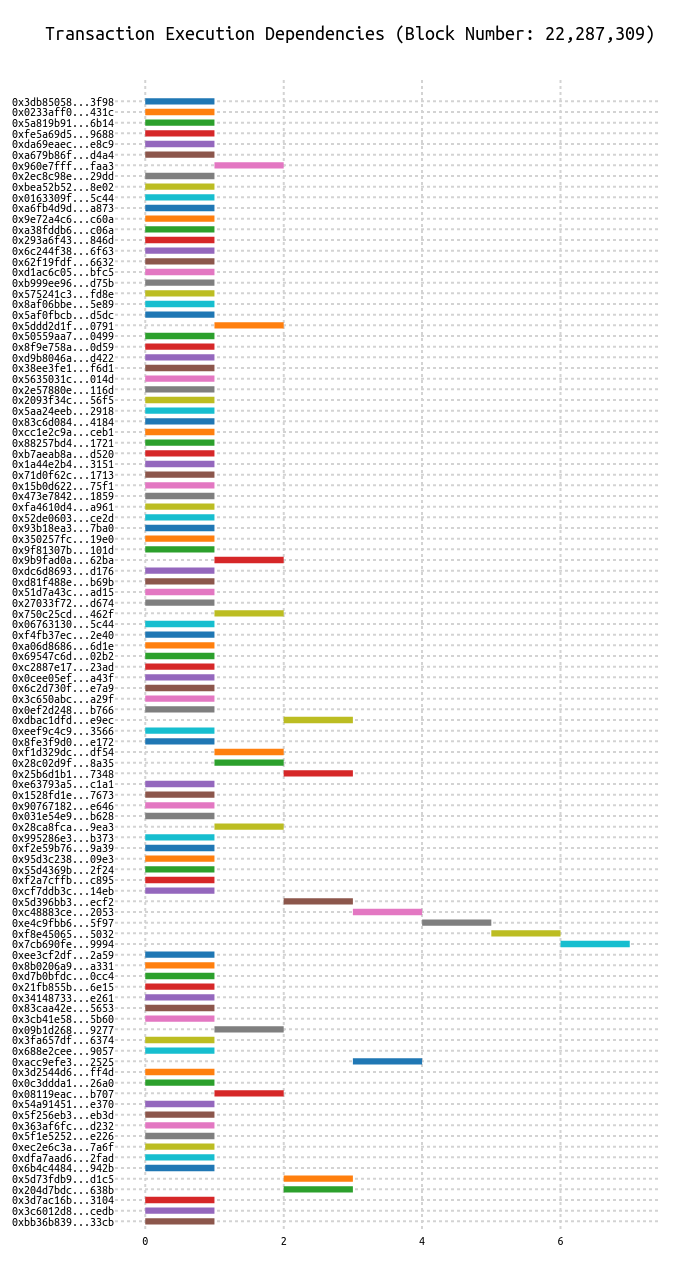 Transaction Execution Dependencies (Block Number: 22,287,309)
0x3db85058...3f98
0x0233aff0...431c
0x5a819b91...6b14
0xfe5a69d5...9688
0xda69eaec...e8c9
0xa679b86f...d4a4
0x960e7fff...faa3
0x2ec8c98e...29dd
0xbea52b52...8e02
0x0163309f...5c44
0xa6fb4d9d...a873
0x9e72a4c6...c60a
0xa38fddb6...c06a
0x293a6f43...846d
0x6c244f38...6f63
0x62f19fdf...6632
0xd1ac6c05...bfc5
0xb999ee96...d75b
0x575241c3...fd8e
0x8af06bbe...5e89
0x5af0fbcb...d5dc
0x5ddd2d1f...0791
0x50559aa7...0499
0x8f9e758a...0d59
0xd9b8046a...d422
0x38ee3fe1...f6d1
0x5635031c...014d
0x2e57880e...116d
0x2093f34c...56f5
0x5aa24eeb...2918
0x83c6d084...4184
0xcc1e2c9a...ceb1
0x88257bd4...1721
0xb7aeab8a...d520
0x1a44e2b4...3151
0x71d0f62c...1713
0x15b0d622...75f1
0x473e7842...1859
0xfa4610d4...a961
0x52de0603...ce2d
0x93b18ea3...7ba0
0x350257fc...19e0
0x9f81307b...101d
0x9b9fad0a...62ba
0xdc6d8693...d176
0xd81f488e...b69b
0x51d7a43c...ad15
0x27033f72...d674
0x750c25cd...462f
0x06763130...5c44
0xf4fb37ec...2e40
0xa06d8686...6d1e
0x69547c6d...02b2
0xc2887e17...23ad
0x0cee05ef...a43f
0x6c2d730f...e7a9
0x3c650abc...a29f
0x0ef2d248...b766
0xdbac1dfd...e9ec
0xeef9c4c9...3566
0x8fe3f9d0...e172
0xf1d329dc...df54
0x28c02d9f...8a35
0x25b6d1b1...7348
0xe63793a5...c1a1
0x1528fd1e...7673
0x90767182...e646
0x031e54e9...b628
0x28ca8fca...9ea3
0x995286e3...b373
0xf2e59b76...9a39
0x95d3c238...09e3
0x55d4369b...2f24
0xf2a7cffb...c895
0xcf7ddb3c...14eb
0x5d396bb3...ecf2
0xc48883ce...2053
0xe4c9fbb6...5f97
0xf8e45065...5032
0x7cb690fe...9994
0xee3cf2df...2a59
0x8b0206a9...a331
0xd7b0bfdc...0cc4
0x21fb855b...6e15
0x34148733...e261
0x83caa42e...5653
0x3cb41e58...5b60
0x09b1d268...9277
0x3fa657df...6374
0x688e2cee...9057
0xacc9efe3...2525
0x3d2544d6...ff4d
0x0c3ddda1...26a0
0x08119eac...b707
0x54a91451...e370
0x5f256eb3...eb3d
0x363af6fc...d232
0x5f1e5252...e226
0xec2e6c3a...7a6f
0xdfa7aad6...2fad
0x6b4c4484...942b
0x5d73fdb9...d1c5
0x204d7bdc...638b
0x3d7ac16b...3104
0x3c6012d8...cedb
0xbb36b839...33cb
0 2 4 6